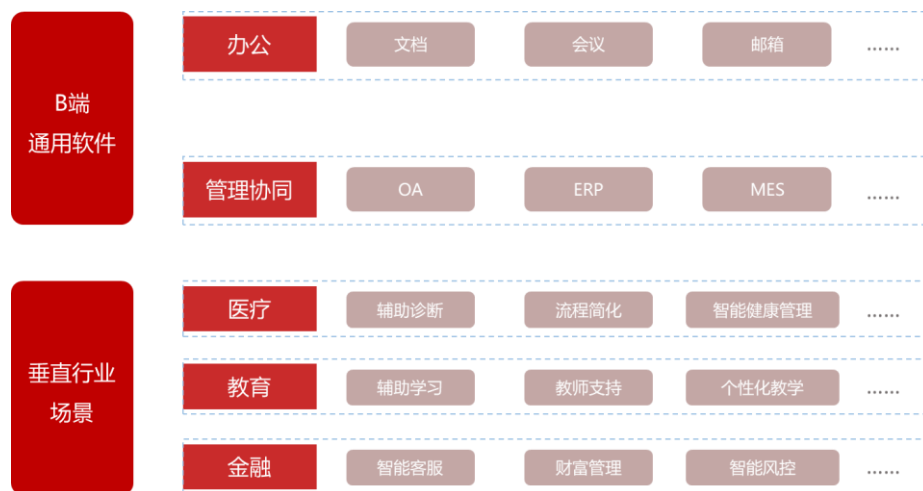 B端
通用软件
办公
文档
会议
邮箱
……
管理协同
OA
ERP
MES
……
垂直行业
场景
医疗
辅助诊断
流程简化
智能健康管理
……
教育
辅助学习
教师支持
个性化教学
……
金融
智能客服
财富管理
智能风控
……